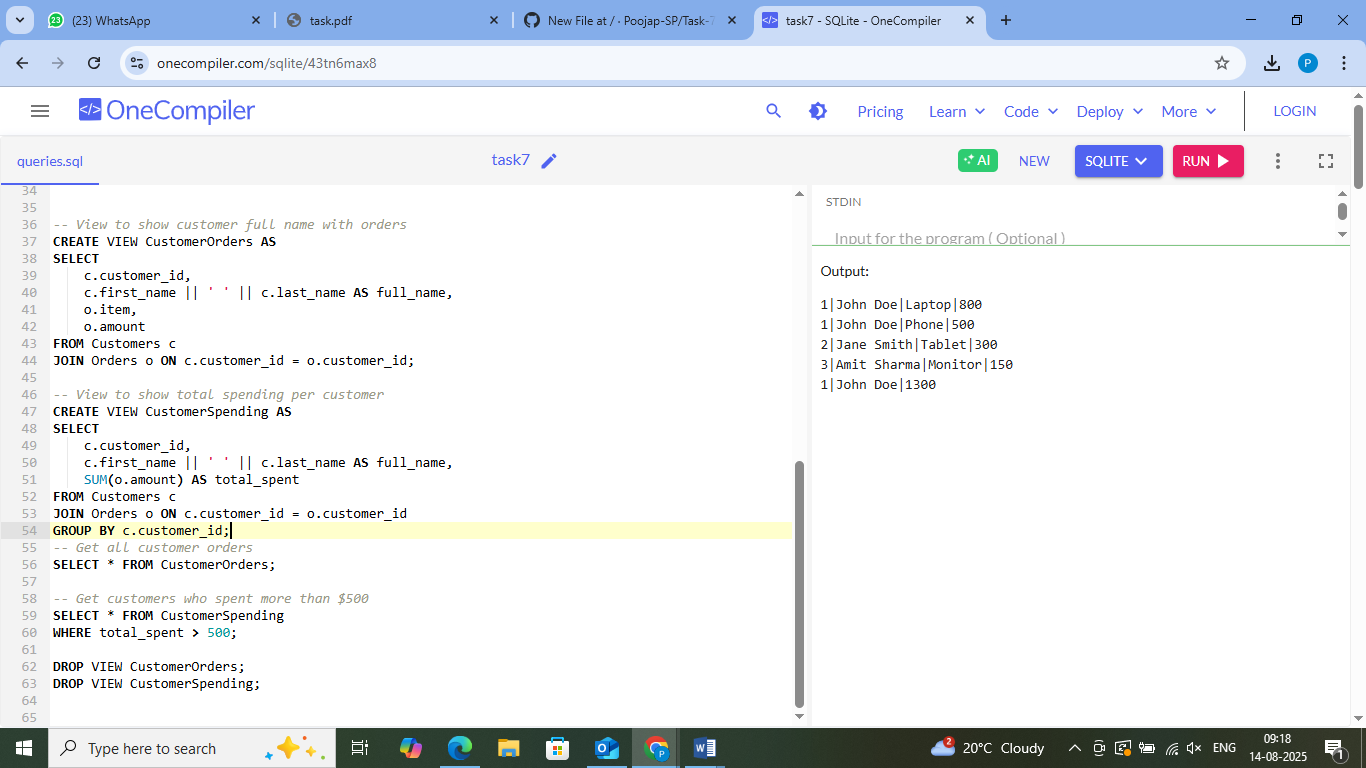 (23) WhatsApp
task.pdf
New File at / · Poojap-SP/Task-7
task7 - SQLite - OneCompiler
onecompiler.com/sqlite/43tn6max8
P
</> OneCompiler
Pricing
Learn
Code
Deploy
More
LOGIN
queries.sql
task7
AI
NEW
SQLITE
RUN
34
35
36 -- View to show customer full name with orders
37 CREATE VIEW CustomerOrders AS
38 SELECT
39 c.customer_id,
40 c.first_name || ' ' || c.last_name AS full_name,
41 o.item,
42 o.amount
43 FROM Customers c
44 JOIN Orders o ON c.customer_id = o.customer_id;
45
46 -- View to show total spending per customer
47 CREATE VIEW CustomerSpending AS
48 SELECT
49 c.customer_id,
50 c.first_name || ' ' || c.last_name AS full_name,
51 SUM(o.amount) AS total_spent
52 FROM Customers c
53 JOIN Orders o ON c.customer_id = o.customer_id
54 GROUP BY c.customer_id;
55 -- Get all customer orders
56 SELECT * FROM CustomerOrders;
57
58 -- Get customers who spent more than $500
59 SELECT * FROM CustomerSpending
60 WHERE total_spent > 500;
61
62 DROP VIEW CustomerOrders;
63 DROP VIEW CustomerSpending;
64
65
STDIN
Input for the program ( Optional )
Output:
1|John Doe|Laptop|800
1|John Doe|Phone|500
2|Jane Smith|Tablet|300
3|Amit Sharma|Monitor|150
1|John Doe|1300
Type here to search
2
20°C Cloudy
ENG
09:18
14-08-2025
1